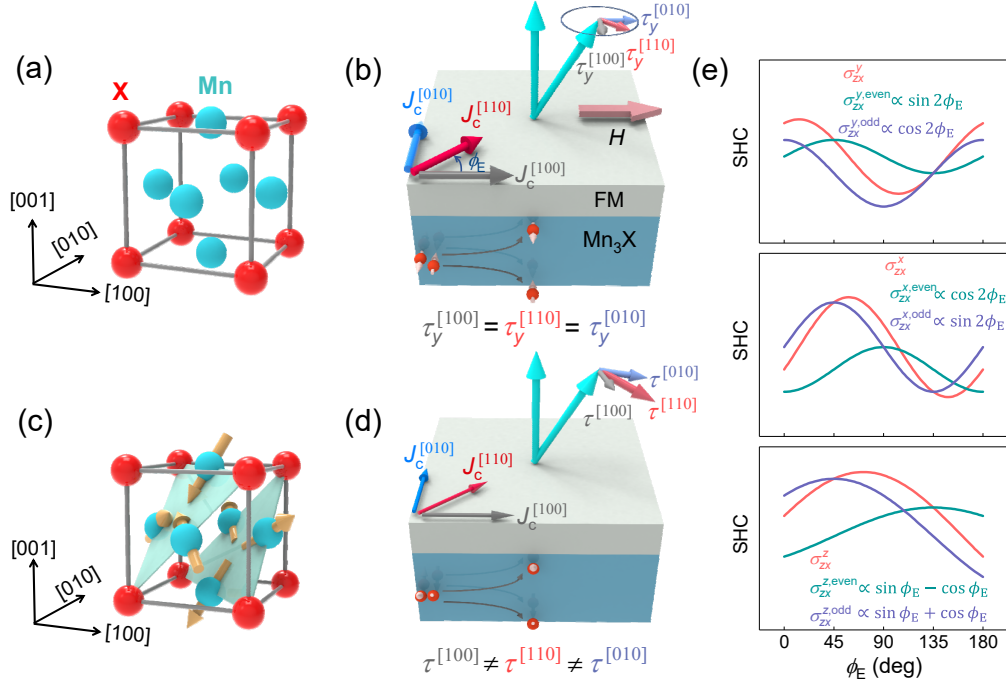 (a)
X
Mn
[001]
[010]
[100]
(b)
τ_y^[010]
τ_y^[110]
τ_y^[100]
J_c^[010]
J_c^[110]
ϕ_E
J_c^[100]
H
FM
Mn₃X
τ_y^[100] = τ_y^[110] = τ_y^[010]
(c)
[001]
[010]
[100]
(d)
τ^[010]
τ^[100]
τ^[110]
J_c^[010]
J_c^[110]
J_c^[100]
τ^[100] ≠ τ^[110] ≠ τ^[010]
(e)
SHC
σ_zx^y
σ_zx^y,even ∝ sin 2ϕ_E
σ_zx^y,odd ∝ cos 2ϕ_E
SHC
σ_zx^x
σ_zx^x,even ∝ cos 2ϕ_E
σ_zx^x,odd ∝ sin 2ϕ_E
SHC
σ_zx^z
σ_zx^z,even ∝ sin ϕ_E − cos ϕ_E
σ_zx^z,odd ∝ sin ϕ_E + cos ϕ_E
0 45 90 135 180
ϕ_E (deg)